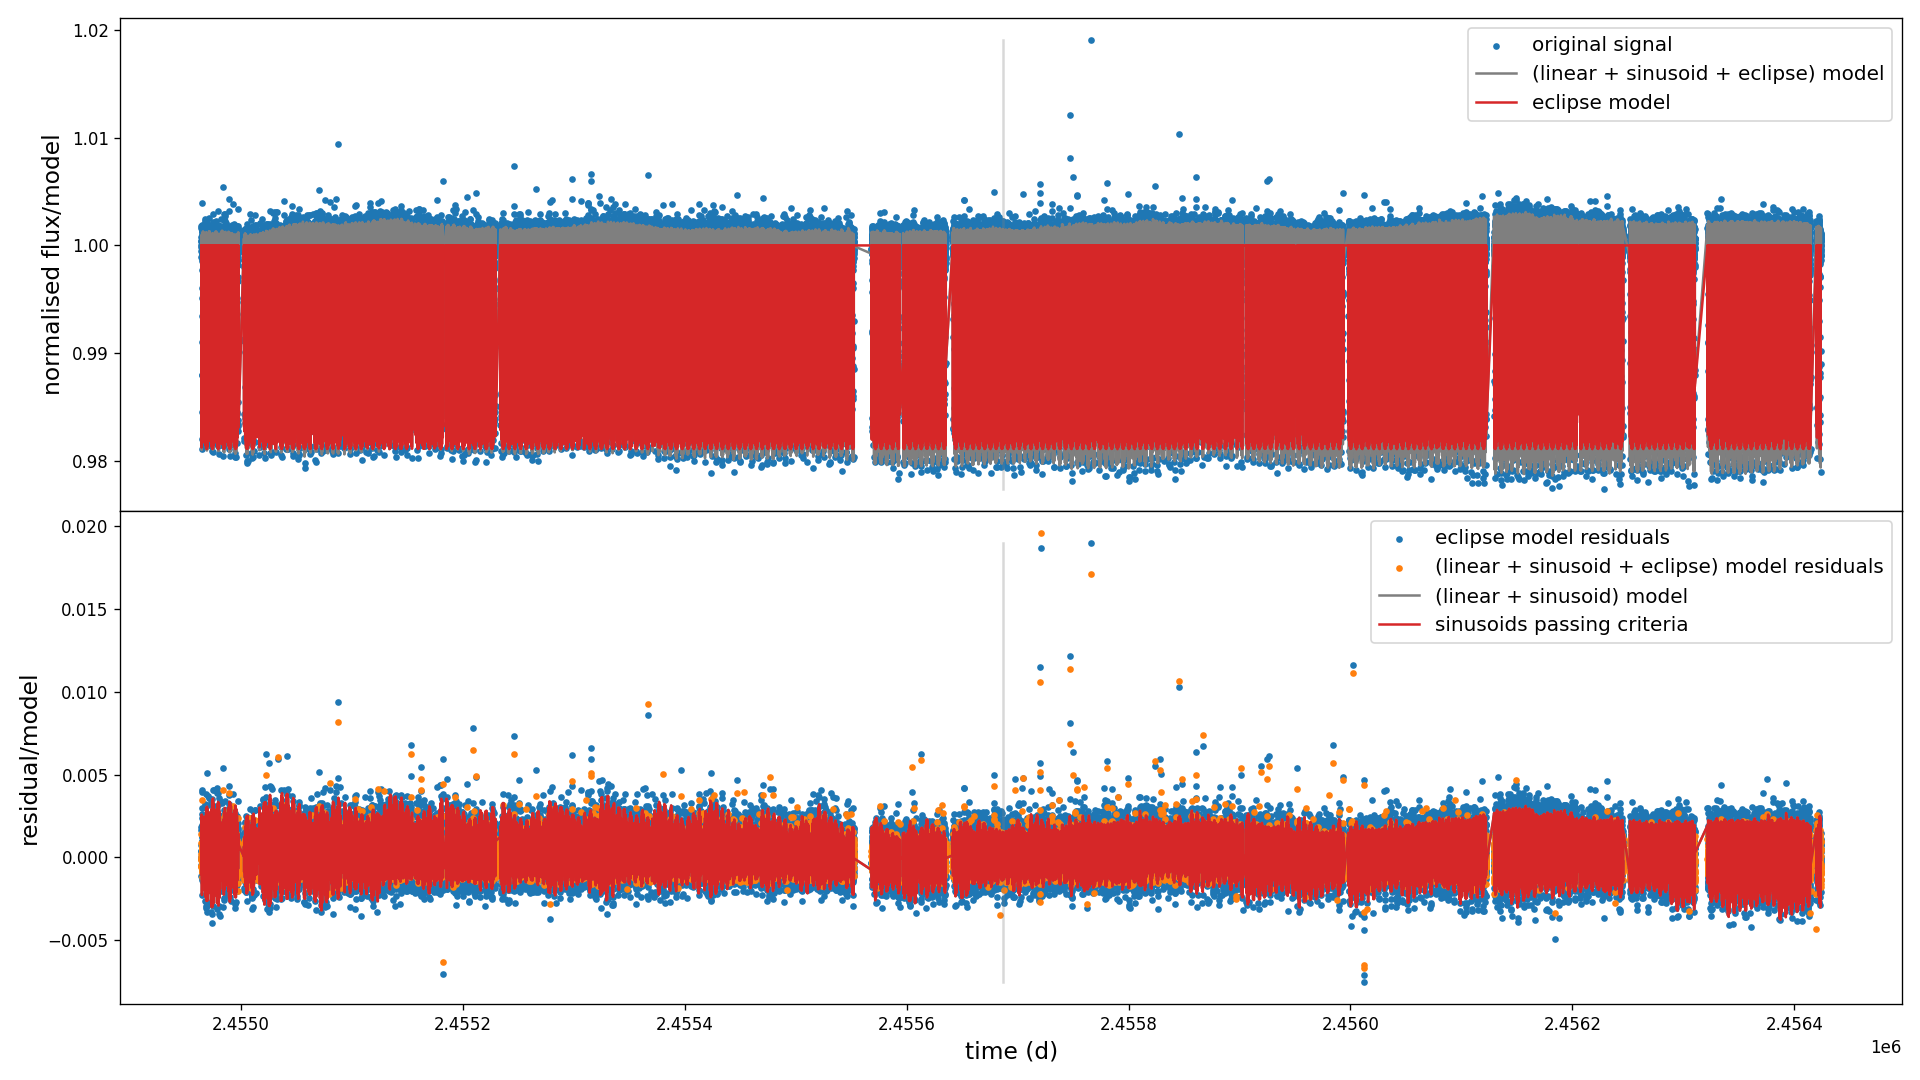 1.02
1.01
1.00
0.99
0.98
normalised flux/model
original signal
(linear + sinusoid + eclipse) model
eclipse model
0.020
0.015
0.010
0.005
0.000
−0.005
residual/model
eclipse model residuals
(linear + sinusoid + eclipse) model residuals
(linear + sinusoid) model
sinusoids passing criteria
2.4550 2.4552 2.4554 2.4556 2.4558 2.4560 2.4562 2.4564
1e6
time (d)